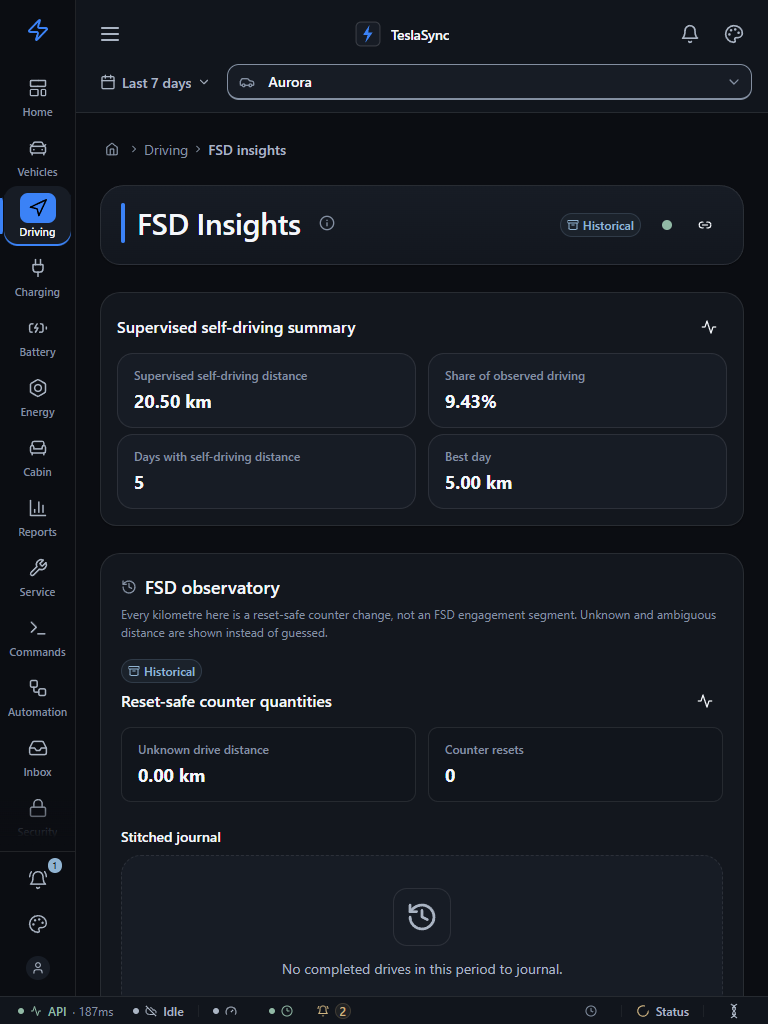 TeslaSync
Last 7 days
Aurora
Home
Vehicles
Driving
Charging
Battery
Energy
Cabin
Reports
Service
Commands
Automation
Inbox
Security
1
Driving
FSD insights
FSD Insights
Historical
Supervised self-driving summary
Supervised self-driving distance
20.50 km
Share of observed driving
9.43%
Days with self-driving distance
5
Best day
5.00 km
FSD observatory
Every kilometre here is a reset-safe counter change, not an FSD engagement segment. Unknown and ambiguous
distance are shown instead of guessed.
Historical
Reset-safe counter quantities
Unknown drive distance
0.00 km
Counter resets
0
Stitched journal
No completed drives in this period to journal.
API · 187ms
Idle
2
Status